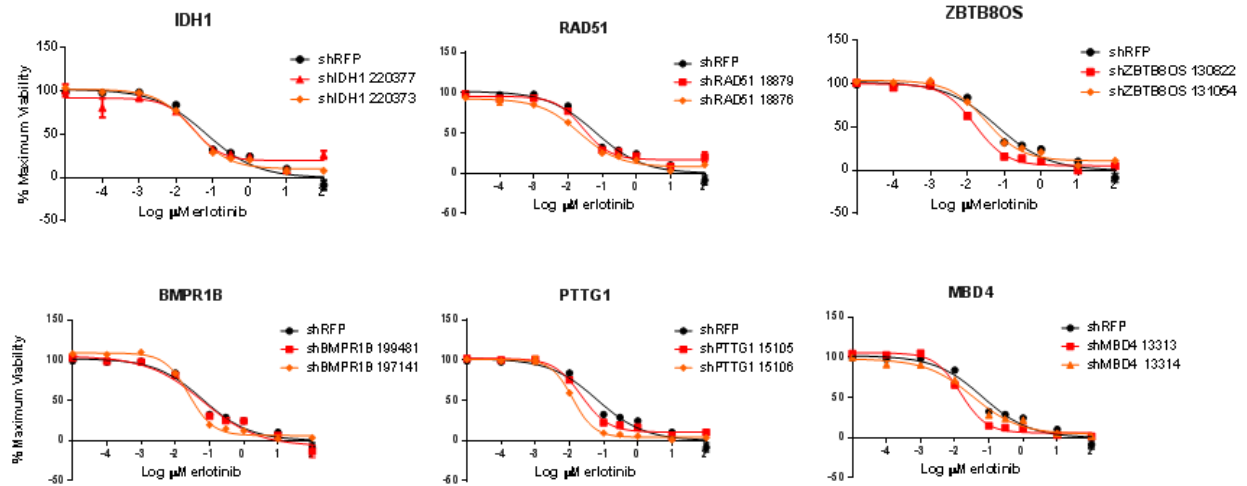 IDH1
RAD51
ZBTB8OS
150
100
50
0
-50
-4
-3
-2
-1
0
1
2
% Maximum Viability
Log µM erlotinib
shRFP
shIDH1 220377
shIDH1 220373
150
100
50
0
-60
-4
-3
-2
-1
0
1
2
Log µM erlotinib
shRFP
shRAD51 18879
shRAD51 18876
150
100
50
0
-50
-4
-3
-2
-1
0
1
2
Log µM erlotinib
shRFP
shZBTB8OS 130822
shZBTB8OS 131054
BMPR1B
PTTG1
MBD4
150
100
50
0
50
-4
-3
-2
-1
0
1
2
% Maximum Viability
Log µM erlotinib
shRFP
shBMPR1B 199481
shBMPR1B 197141
150
100
50
0
50
-4
-3
-2
-1
0
1
2
Log µM erlotinib
shRFP
shPTTG1 15105
shPTTG1 15106
150
100
50
0
-50
-4
-3
-2
-1
0
1
2
Log µM erlotinib
shRFP
shMBD4 13313
shMBD4 13314